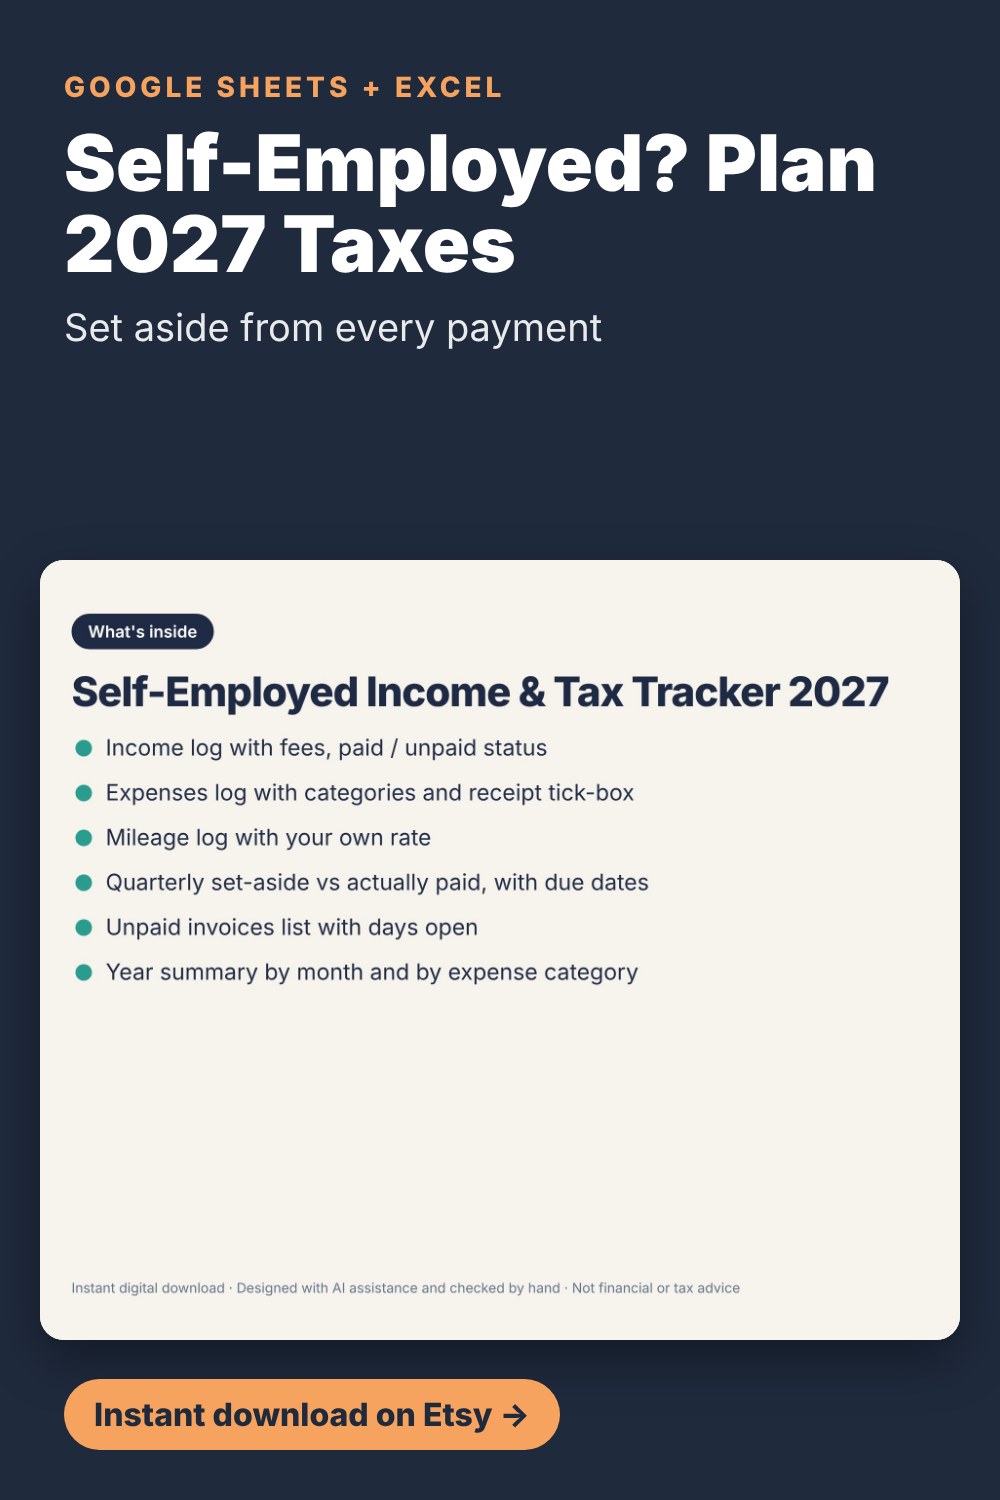 GOOGLE SHEETS + EXCEL
Self-Employed? Plan
2027 Taxes
Set aside from every payment
What's inside
Self-Employed Income & Tax Tracker 2027
Income log with fees, paid / unpaid status
Expenses log with categories and receipt tick-box
Mileage log with your own rate
Quarterly set-aside vs actually paid, with due dates
Unpaid invoices list with days open
Year summary by month and by expense category
Instant digital download · Designed with AI assistance and checked by hand · Not financial or tax advice
Instant download on Etsy →